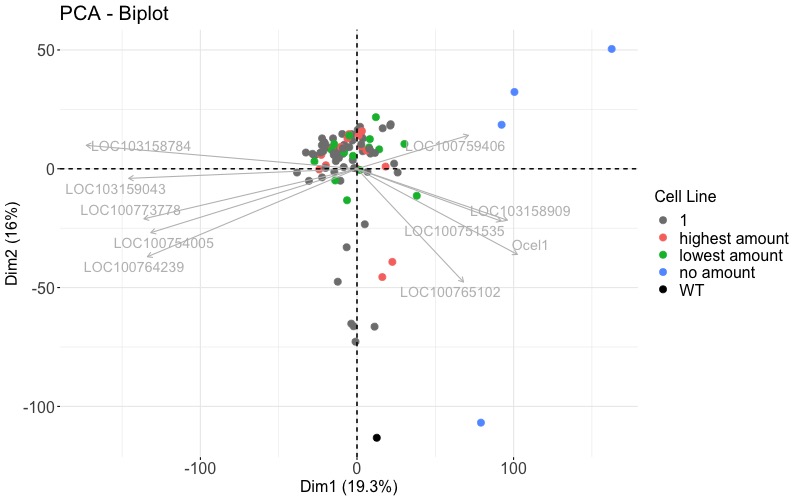 PCA - Biplot
50
0
-50
-100
Dim2 (16%)
LOC103158784
LOC100759406
LOC103159043
LOC100773778
LOC103158909
LOC100754005
LOC100751535
Ocel1
LOC100764239
LOC100765102
-100
0
100
Dim1 (19.3%)
Cell Line
1
highest amount
lowest amount
no amount
WT